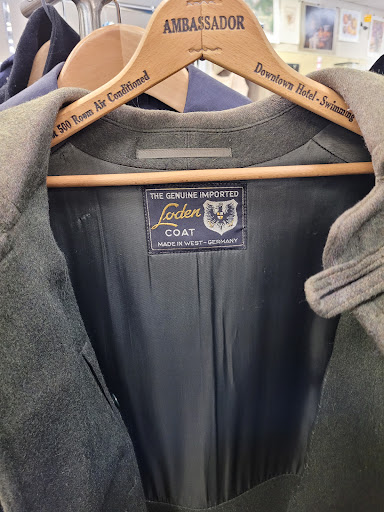 AMBASSADOR
500 Room Air Conditioned
Downtown Hotel - Swimming
THE GENUINE IMPORTED
Loden
COAT
MADE IN WEST-GERMANY